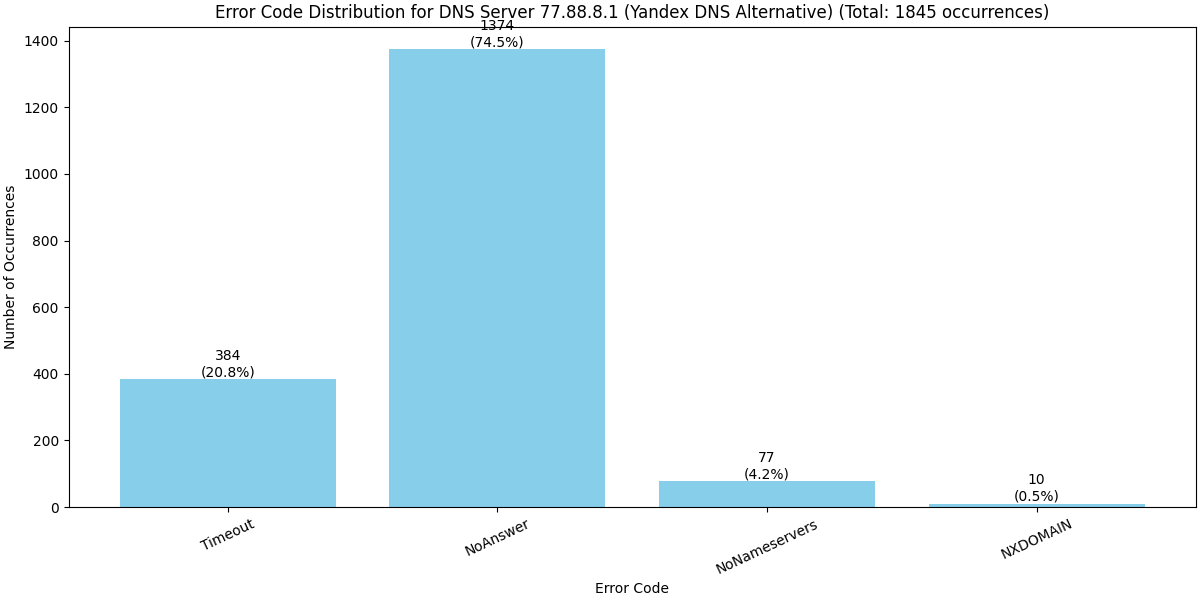 Error Code Distribution for DNS Server 77.88.8.1 (Yandex DNS Alternative) (Total: 1845 occurrences)
Number of Occurrences
1400
1200
1000
800
600
400
200
0
384
(20.8%)
1374
(74.5%)
77
(4.2%)
10
(0.5%)
Timeout
NoAnswer
NoNameservers
NXDOMAIN
Error Code